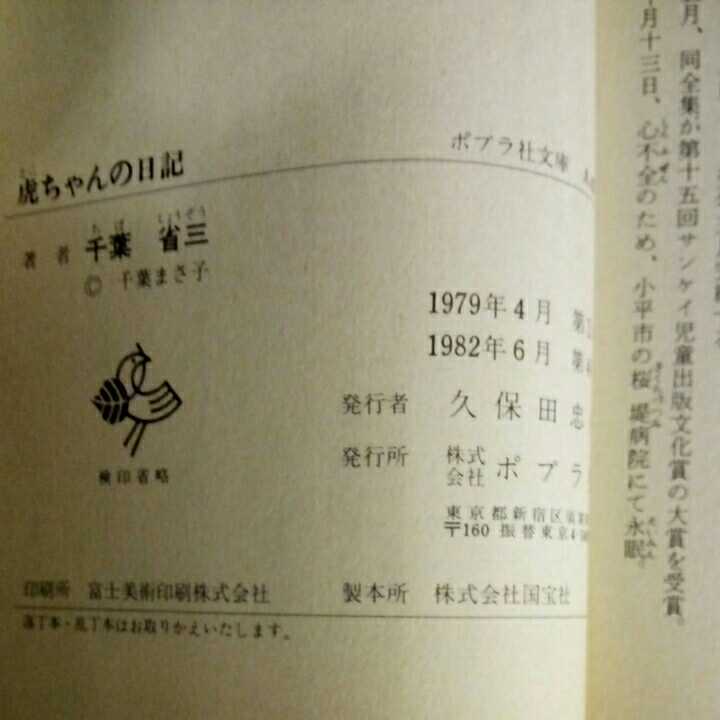 月、同全集が第十五回サンケイ児童出版文化賞の大賞を受賞。
月十三日、心不全のため、小平市の桜堤病院にて永眠。
ポプラ社文庫
虎ちゃんの日記
著者 千葉 省三
© 千葉まさ子
1979年4月 第
1982年6月 第
発行者 久保田忠
発行所 株式会社 ポプラ
東京都新宿区
〒160 振替東京4
検印省略
印刷所 富士美術印刷株式会社 製本所 株式会社国宝社
落丁本・乱丁本はお取りかえいたします。